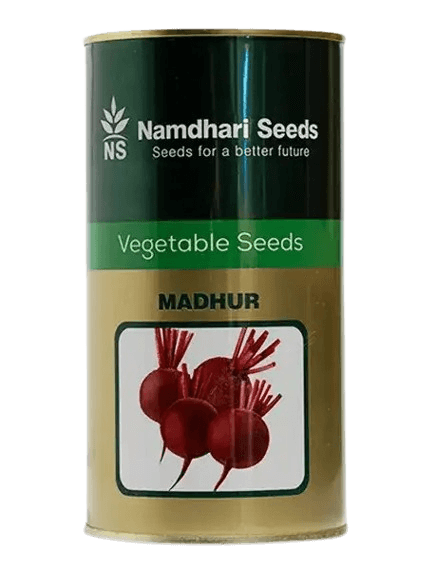 NS
Namdhari Seeds
Seeds for a better future
Vegetable Seeds
MADHUR